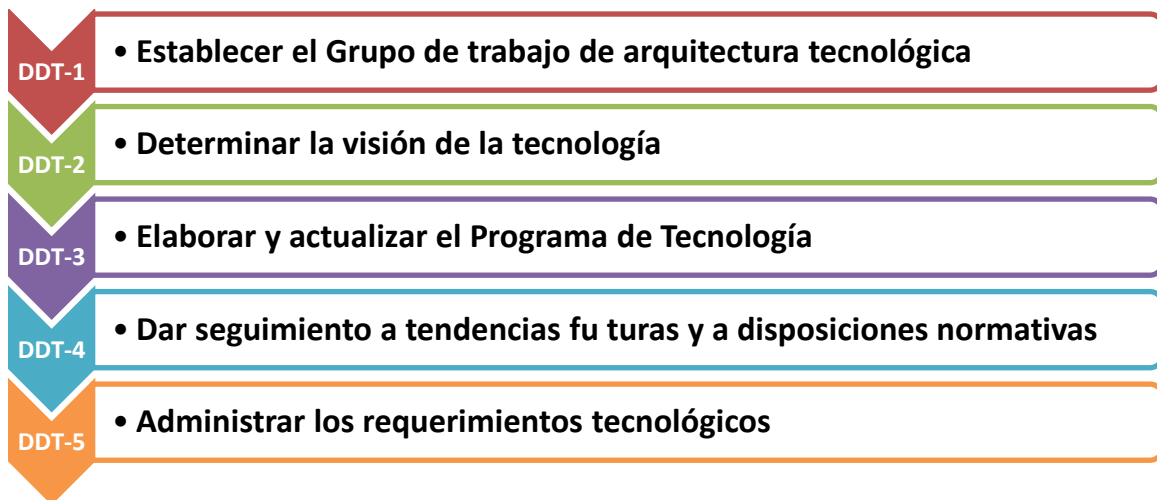 DDT-1
• Establecer el Grupo de trabajo de arquitectura tecnológica
DDT-2
• Determinar la visión de la tecnología
DDT-3
• Elaborar y actualizar el Programa de Tecnología
DDT-4
• Dar seguimiento a tendencias fu turas y a disposiciones normativas
DDT-5
• Administrar los requerimientos tecnológicos